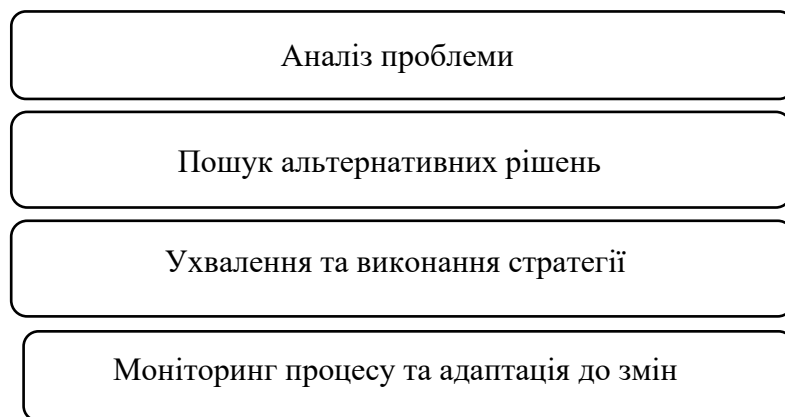 Аналіз проблеми
Пошук альтернативних рішень
Ухвалення та виконання стратегії
Моніторинг процесу та адаптація до змін